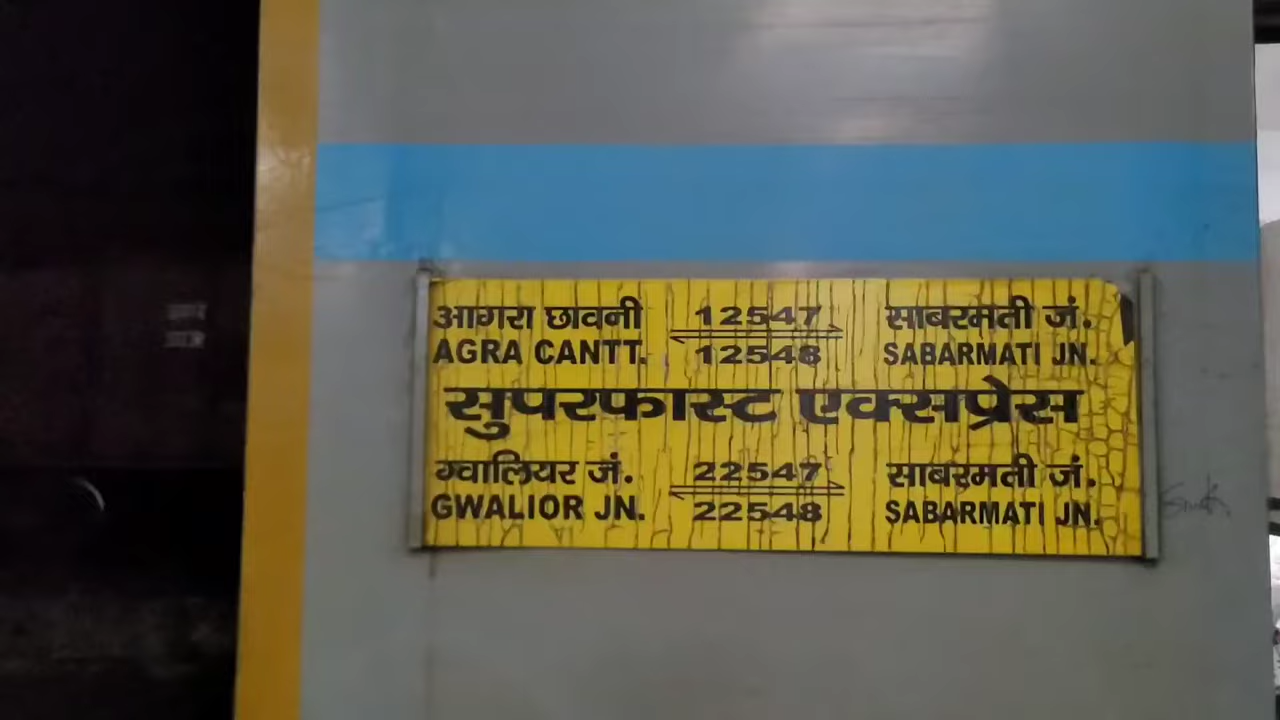 आगरा छावनी 12547 साबरमती जं.
AGRA CANTT. 12548 SABARMATI JN.
सुपरफास्ट एक्सप्रेस
ग्वालियर जं. 22547 साबरमती जं.
GWALIOR JN. 22548 SABARMATI JN.